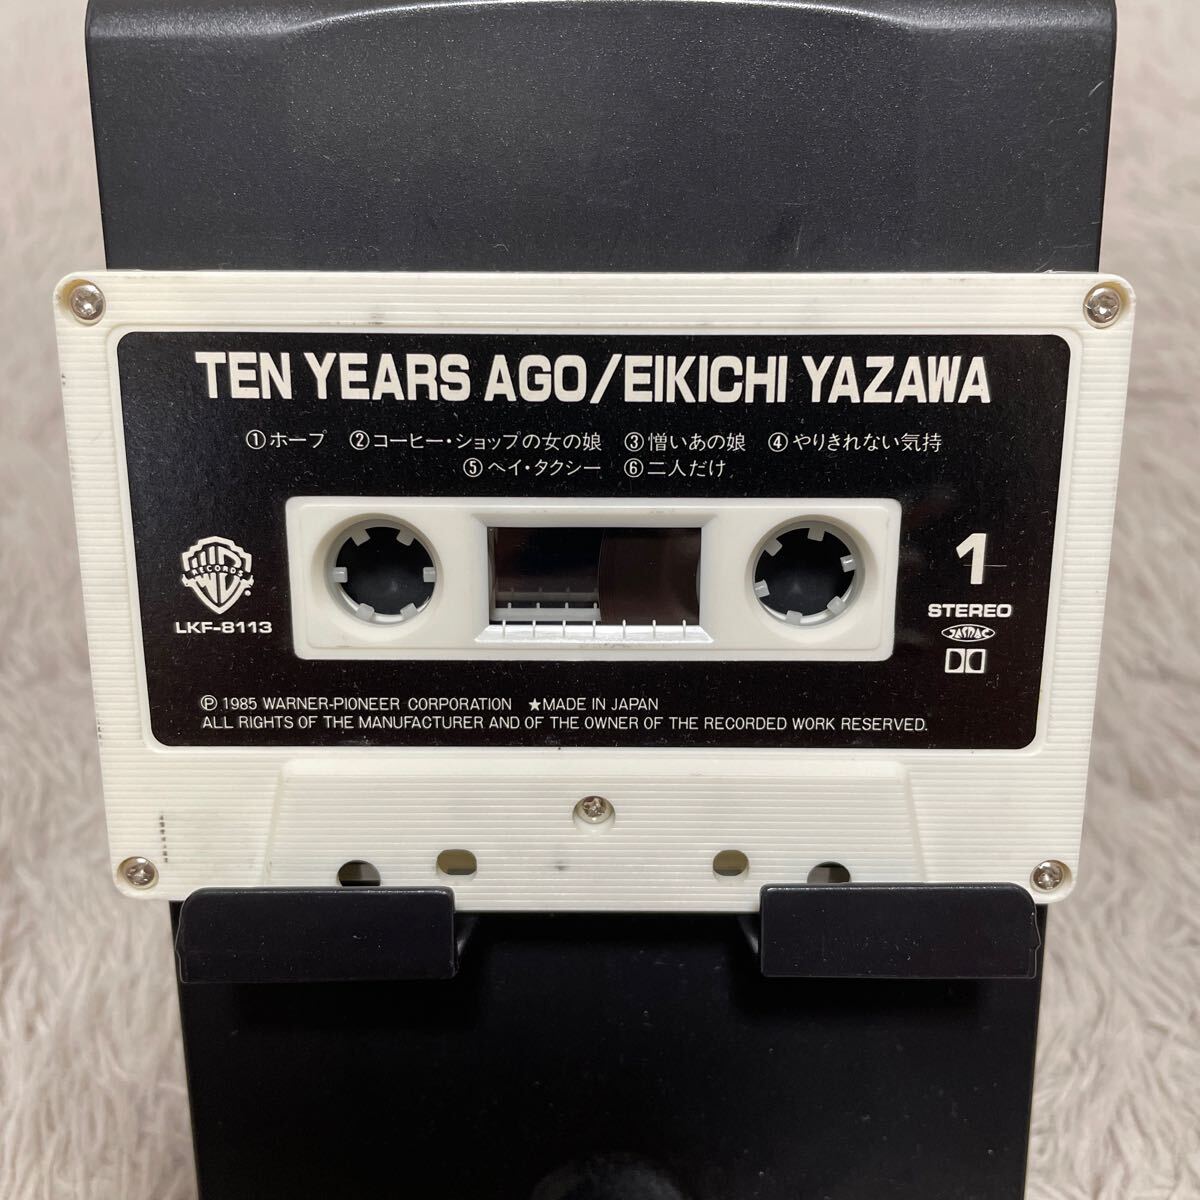 TEN YEARS AGO/EIKICHI YAZAWA
①ホープ ②コーヒー・ショップの女の娘 ③憎いあの娘 ④やりきれない気持
⑤ヘイ・タクシー ⑥二人だけ
RECORDS
LKF-8113
1
STEREO
JASRAC
Ⓟ 1985 WARNER-PIONEER CORPORATION ★MADE IN JAPAN
ALL RIGHTS OF THE MANUFACTURER AND OF THE OWNER OF THE RECORDED WORK RESERVED.